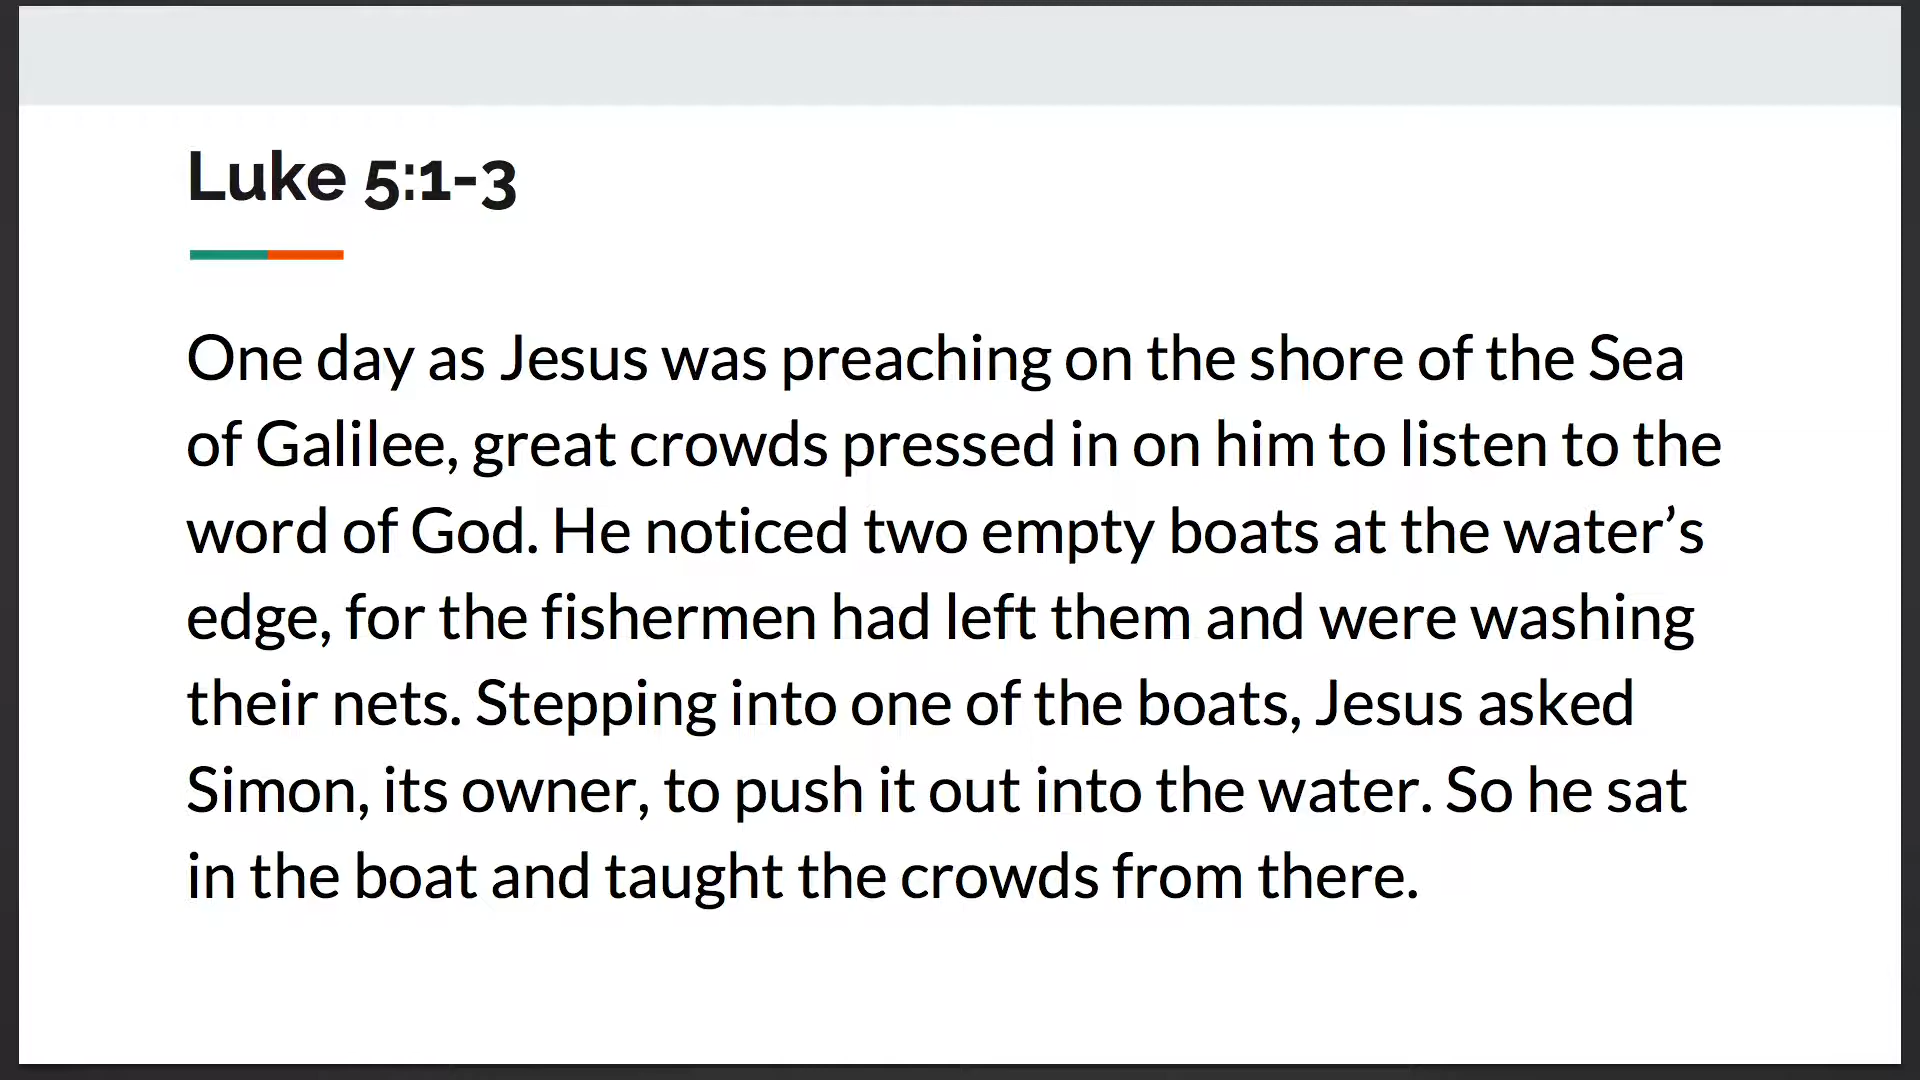 Luke 5:1-3
One day as Jesus was preaching on the shore of the Sea
of Galilee, great crowds pressed in on him to listen to the
word of God. He noticed two empty boats at the water’s
edge, for the fishermen had left them and were washing
their nets. Stepping into one of the boats, Jesus asked
Simon, its owner, to push it out into the water. So he sat
in the boat and taught the crowds from there.